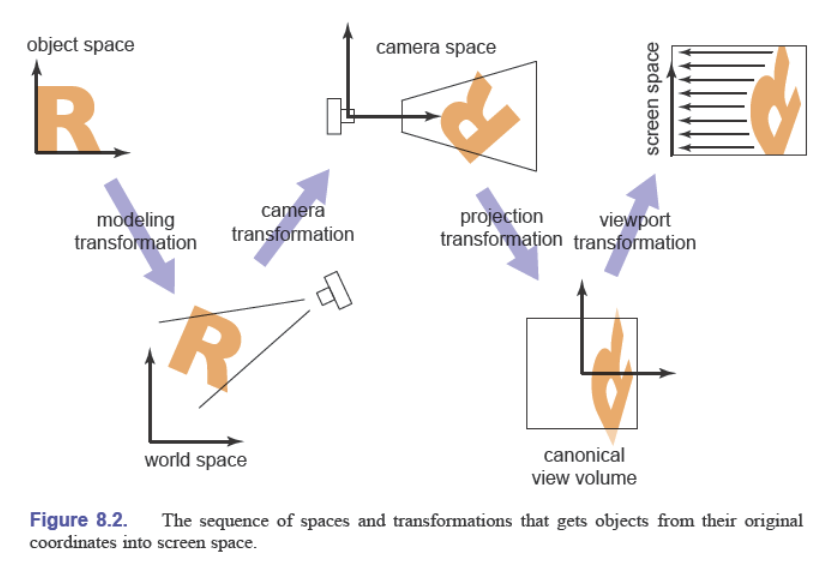 object space
camera space
screen space
modeling
transformation
camera
transformation
projection
transformation
viewport
transformation
world space
canonical
view volume
Figure 8.2. The sequence of spaces and transformations that gets objects from their original
coordinates into screen space.